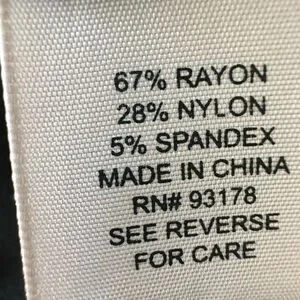 67% RAYON
28% NYLON
5% SPANDEX
MADE IN CHINA
RN# 93178
SEE REVERSE
FOR CARE